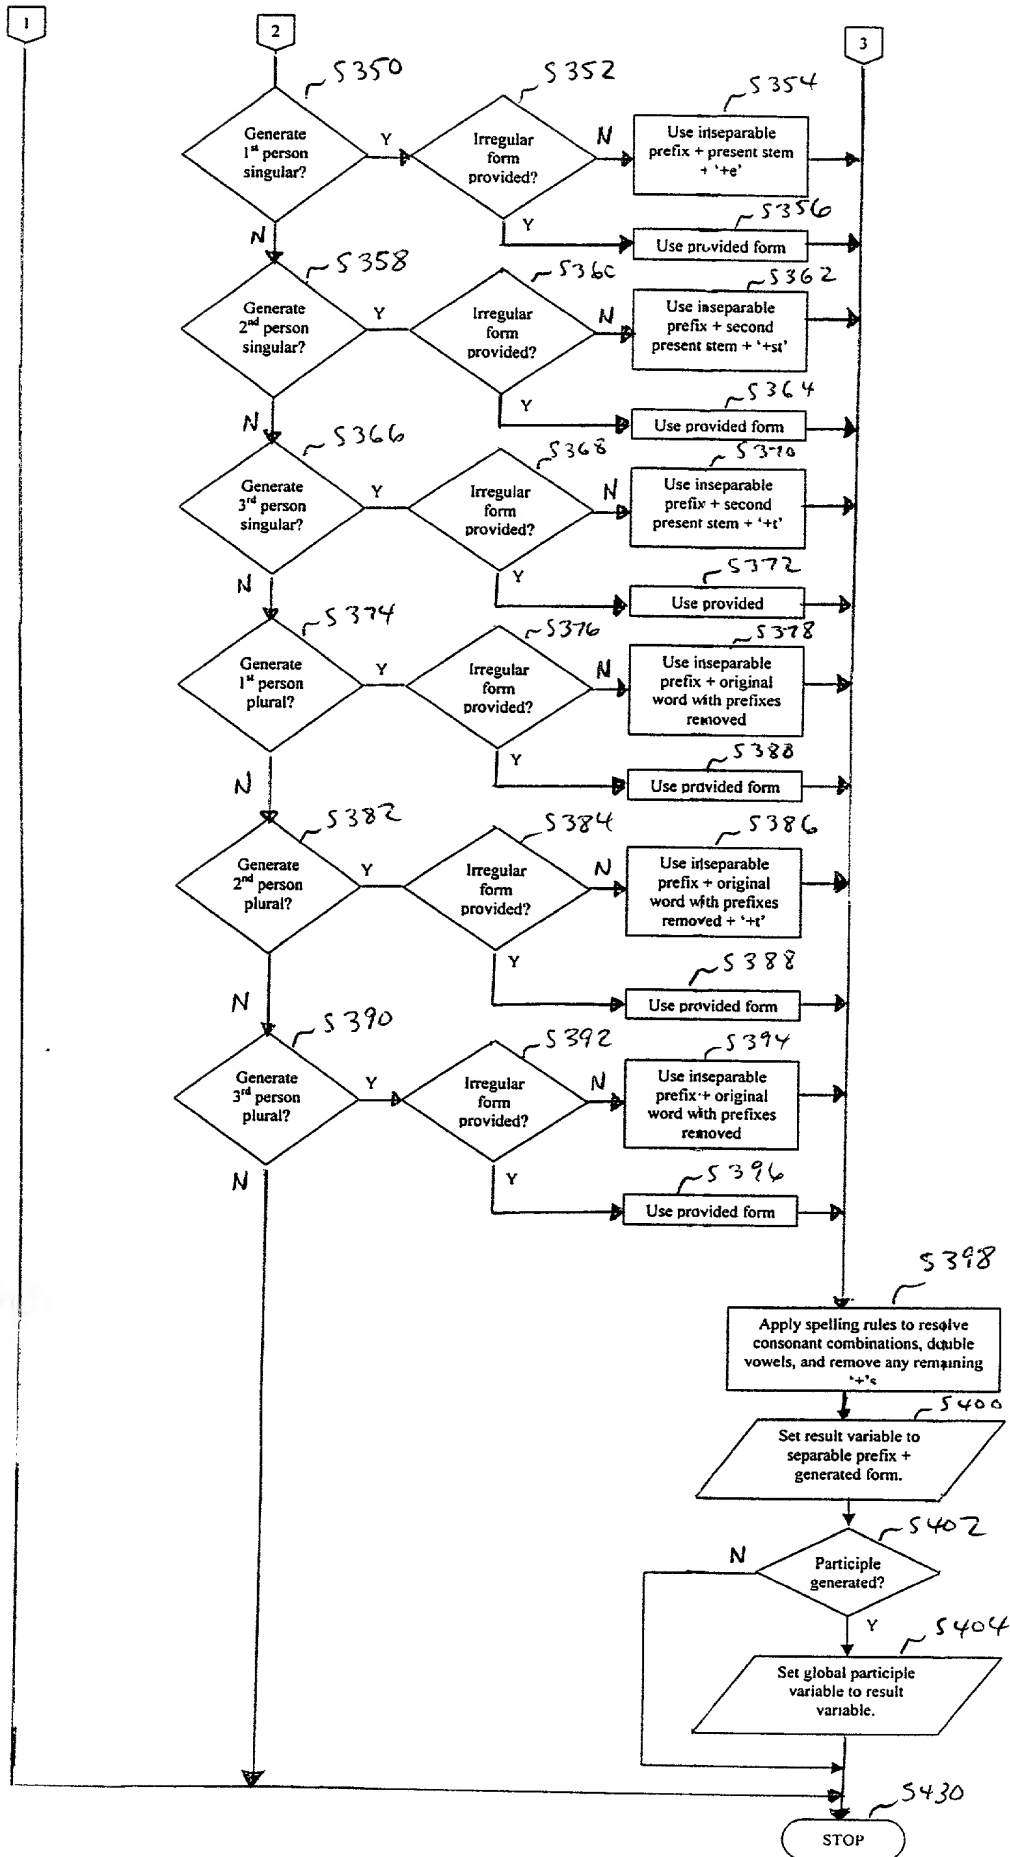 1
2
3
S350
S352
S354
Generate
1st person
singular?
Y
Irregular
form
provided?
N
Use inseparable
prefix + present stem
+ '+e'
Y
S356
Use provided form
N
S358
S360
S362
Generate
2nd person
singular?
Y
Irregular
form
provided?
N
Use inseparable
prefix + second
present stem + '+st'
Y
S364
Use provided form
N
S366
S368
S370
Generate
3rd person
singular?
Y
Irregular
form
provided?
N
Use inseparable
prefix + second
present stem + '+t'
Y
S372
Use provided
N
S374
S376
S378
Generate
1st person
plural?
Y
Irregular
form
provided?
N
Use inseparable
prefix + original
word with prefixes
removed
Y
S380
Use provided form
N
S382
S384
S386
Generate
2nd person
plural?
Y
Irregular
form
provided?
N
Use inseparable
prefix + original
word with prefixes
removed + '+t'
Y
S388
Use provided form
N
S390
S392
S394
Generate
3rd person
plural?
Y
Irregular
form
provided?
N
Use inseparable
prefix + original
word with prefixes
removed
Y
S396
Use provided form
N
S398
Apply spelling rules to resolve
consonant combinations, double
vowels, and remove any remaining
'+'s
S400
Set result variable to
separable prefix +
generated form.
S402
N
Participle
generated?
Y
S404
Set global participle
variable to result
variable.
S430
STOP